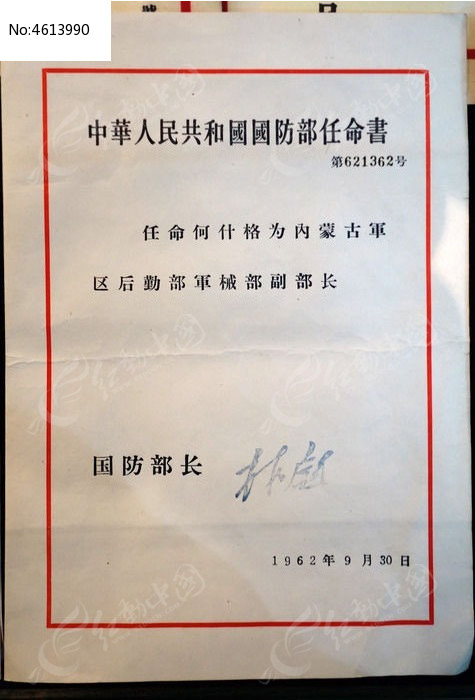 No:4613990
中華人民共和國國防部任命書
第621362号
任命何什格为内蒙古軍
区后勤部軍械部副部长
国防部长 林彪
1962年9月30日